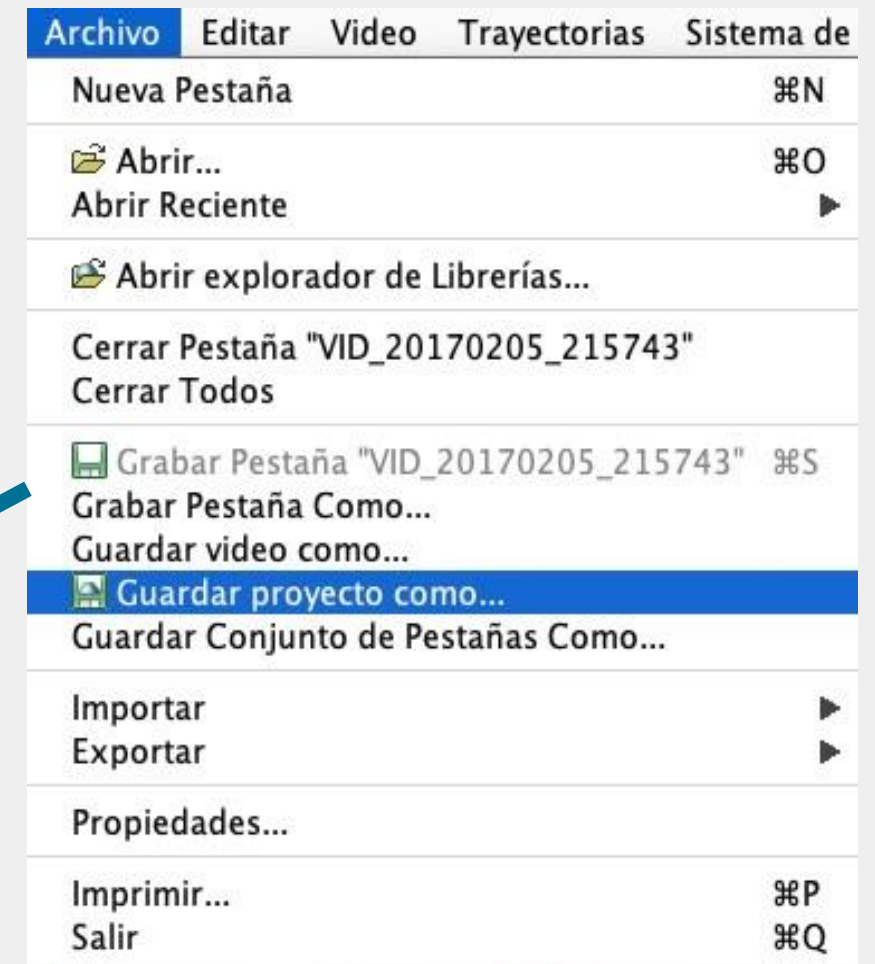 Archivo Editar Video Trayectorias Sistema de
Nueva Pestaña ⌘N
Abrir... ⌘O
Abrir Reciente
Abrir explorador de Librerías...
Cerrar Pestaña "VID_20170205_215743"
Cerrar Todos
Grabar Pestaña "VID_20170205_215743" ⌘S
Grabar Pestaña Como...
Guardar video como...
Guardar proyecto como...
Guardar Conjunto de Pestañas Como...
Importar
Exportar
Propiedades...
Imprimir... ⌘P
Salir ⌘Q